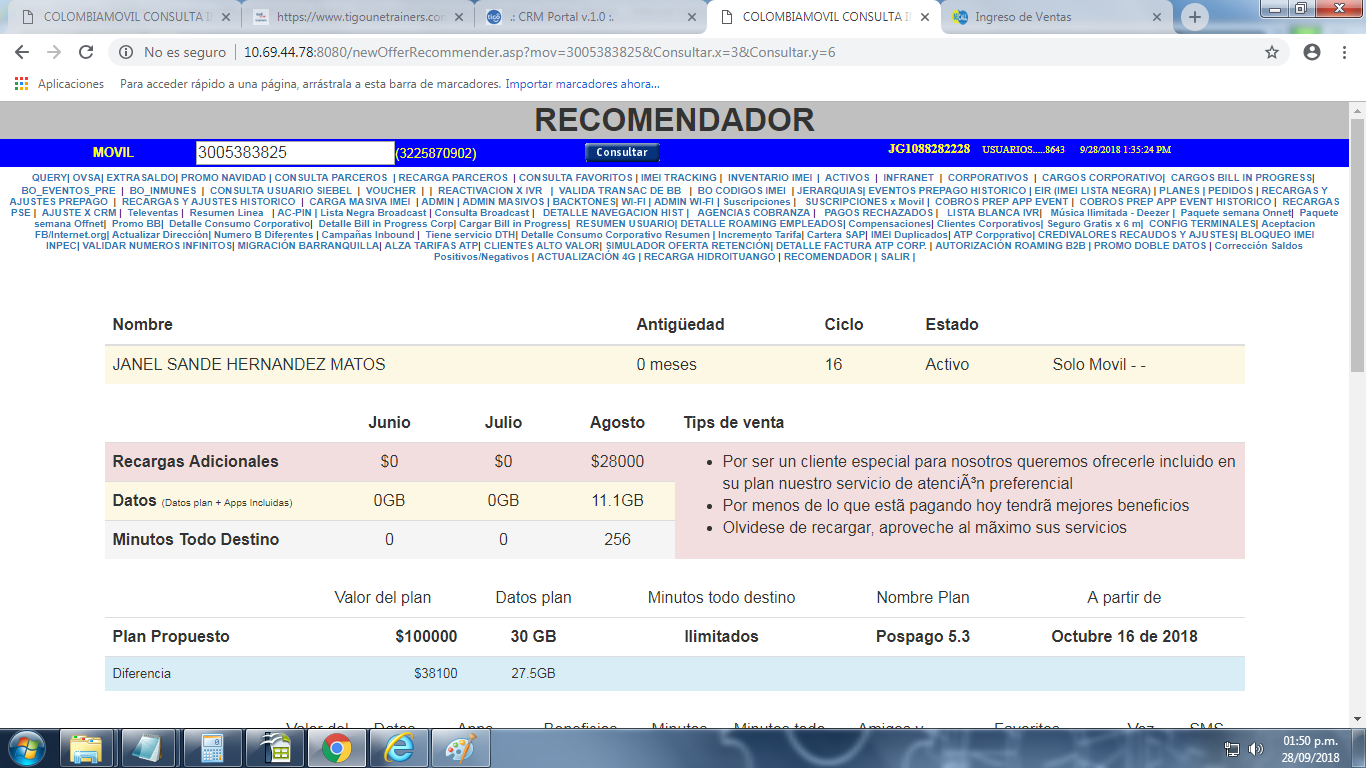 COLOMBIAMOVIL CONSULTA I
https://www.tigounetrainers.co
.: CRM Portal v.1.0 :.
COLOMBIAMOVIL CONSULTA I
Ingreso de Ventas
No es seguro | 10.69.44.78:8080/newOfferRecommender.asp?mov=3005383825&Consultar.x=3&Consultar.y=6
Aplicaciones Para acceder rápido a una página, arrástrala a esta barra de marcadores. Importar marcadores ahora...
RECOMENDADOR
MOVIL 3005383825 (3225870902) Consultar JG1088282228 USUARIOS.....8643 9/28/2018 1:35:24 PM
QUERY| OVSA| EXTRASALDO| PROMO NAVIDAD | CONSULTA PARCEROS | RECARGA PARCEROS | CONSULTA FAVORITOS | IMEI TRACKING | INVENTARIO IMEI | ACTIVOS | INFRANET | CORPORATIVOS | CARGOS CORPORATIVO| CARGOS BILL IN PROGRESS|
BO_EVENTOS_PRE | BO_INMUNES | CONSULTA USUARIO SIEBEL | VOUCHER | | REACTIVACION X IVR | VALIDA TRANSAC DE BB | BO CODIGOS IMEI | JERARQUIAS| EVENTOS PREPAGO HISTORICO | EIR (IMEI LISTA NEGRA) | PLANES | PEDIDOS | RECARGAS Y
AJUSTES PREPAGO | RECARGAS Y AJUSTES HISTORICO | CARGA MASIVA IMEI | ADMIN | ADMIN MASIVOS | BACKTONES| WI-FI | ADMIN WI-FI | Suscripciones | SUSCRIPCIONES x Movil | COBROS PREP APP EVENT | COBROS PREP APP EVENT HISTORICO | RECARGAS
PSE | AJUSTE X CRM | Televentas | Resumen Linea | AC-PIN | Lista Negra Broadcast | Consulta Broadcast | DETALLE NAVEGACION HIST | AGENCIAS COBRANZA | PAGOS RECHAZADOS | LISTA BLANCA IVR| Música Ilimitada - Deezer | Paquete semana Onnet| Paquete
semana Offnet| Promo BB| Detalle Consumo Corporativo| Detalle Bill in Progress Corp| Cargar Bill in Progress| RESUMEN USUARIO| DETALLE ROAMING EMPLEADOS| Compensaciones| Clientes Corporativos| Seguro Gratis x 6 m| CONFIG TERMINALES| Aceptacion
FB/Internet.org| Actualizar Dirección| Numero B Diferentes | Campañas Inbound | Tiene servicio DTH| Detalle Consumo Corporativo Resumen | Incremento Tarifa| Cartera SAP| IMEI Duplicados| ATP Corporativo| CREDIVALORES RECAUDOS Y AJUSTES| BLOQUEO IMEI
INPEC| VALIDAR NUMEROS INFINITOS| MIGRACIÓN BARRANQUILLA| ALZA TARIFAS ATP| CLIENTES ALTO VALOR| SIMULADOR OFERTA RETENCIÓN| DETALLE FACTURA ATP CORP. | AUTORIZACIÓN ROAMING B2B | PROMO DOBLE DATOS | Corrección Saldos
Positivos/Negativos | ACTUALIZACIÓN 4G | RECARGA HIDROITUANGO | RECOMENDADOR | SALIR |
Nombre Antigüedad Ciclo Estado
JANEL SANDE HERNANDEZ MATOS 0 meses 16 Activo Solo Movil - -
Junio Julio Agosto Tips de venta
Recargas Adicionales $0 $0 $28000
Datos (Datos plan + Apps Incluidas) 0GB 0GB 11.1GB
Minutos Todo Destino 0 0 256
• Por ser un cliente especial para nosotros queremos ofrecerle incluido en
su plan nuestro servicio de atenciÃ³n preferencial
• Por menos de lo que estã pagando hoy tendrã mejores beneficios
• Olvidese de recargar, aproveche al mãximo sus servicios
Valor del plan Datos plan Minutos todo destino Nombre Plan A partir de
Plan Propuesto $100000 30 GB Ilimitados Pospago 5.3 Octubre 16 de 2018
Diferencia $38100 27.5GB
Valor del Datos Apps Beneficios Minutos Minutos todo Amigos y Favoritos Voz SMS
01:50 p.m.
28/09/2018